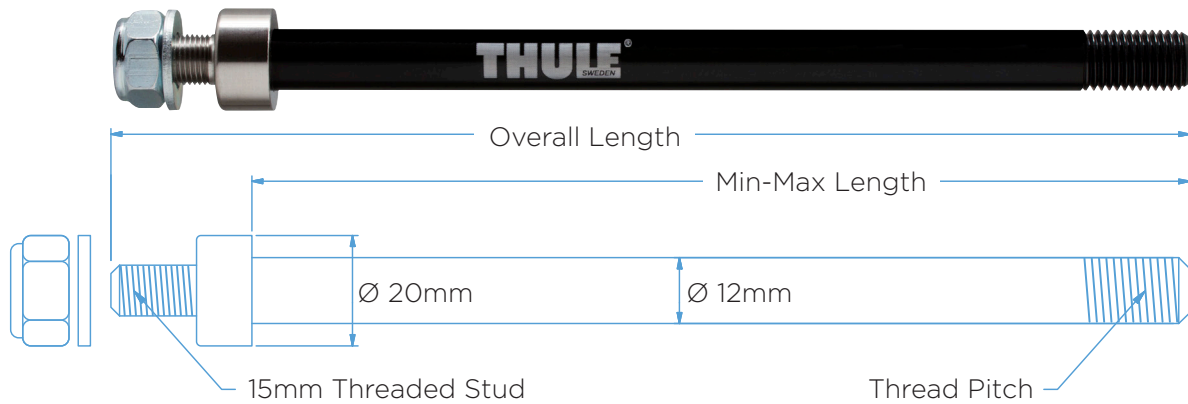 THULE®
SWEDEN
Overall Length
Min-Max Length
Ø 20mm
Ø 12mm
15mm Threaded Stud
Thread Pitch